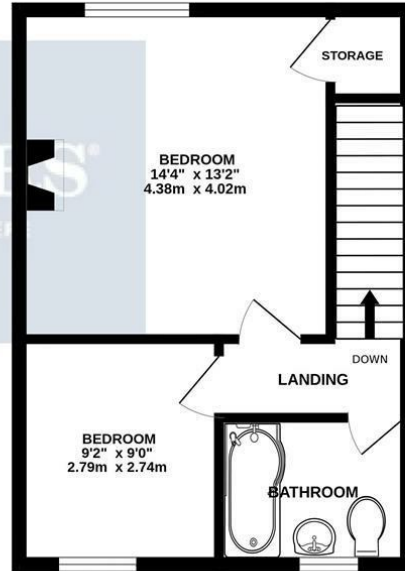 STORAGE
BEDROOM
14'4" x 13'2"
4.38m x 4.02m
DOWN
LANDING
BEDROOM
9'2" x 9'0"
2.79m x 2.74m
BATHROOM